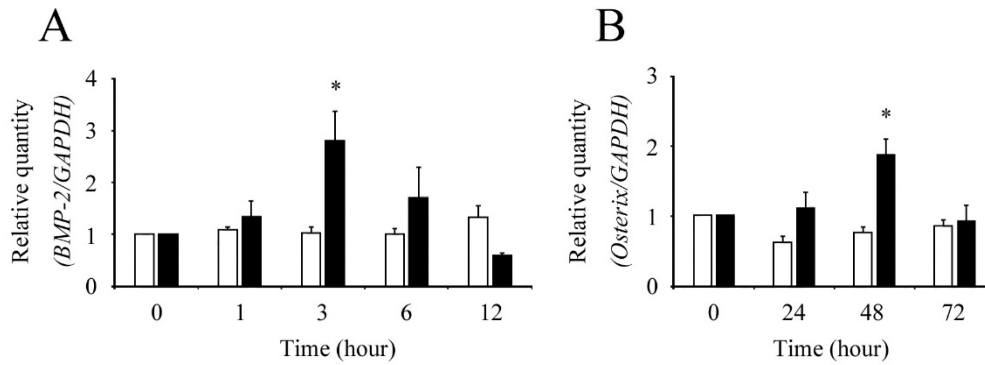 A
Relative quantity
(BMP-2/GAPDH)
4
3
2
1
0
*
0 1 3 6 12
Time (hour)
B
Relative quantity
(Osterix/GAPDH)
3
2
1
0
*
0 24 48 72
Time (hour)